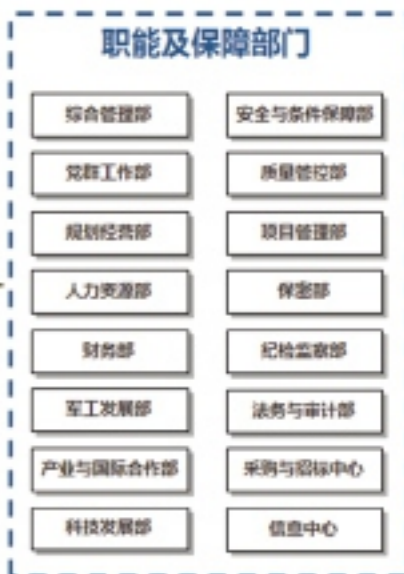 职能及保障部门
综合管理部
安全与条件保障部
党群工作部
质量管控部
规划经营部
项目管理部
人力资源部
保密部
财务部
纪检监察部
军工发展部
法务与审计部
产业与国际合作部
采购与招标中心
科技发展部
信息中心